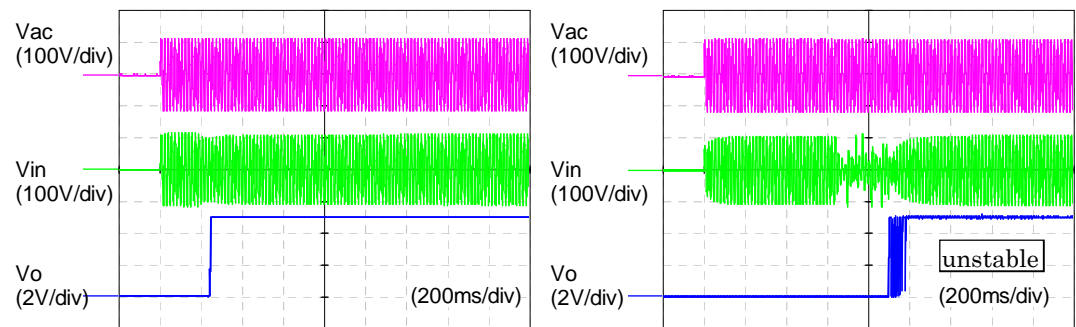 Vac
(100V/div)
Vin
(100V/div)
Vo
(2V/div)
(200ms/div)
Vac
(100V/div)
Vin
(100V/div)
Vo
(2V/div)
unstable
(200ms/div)